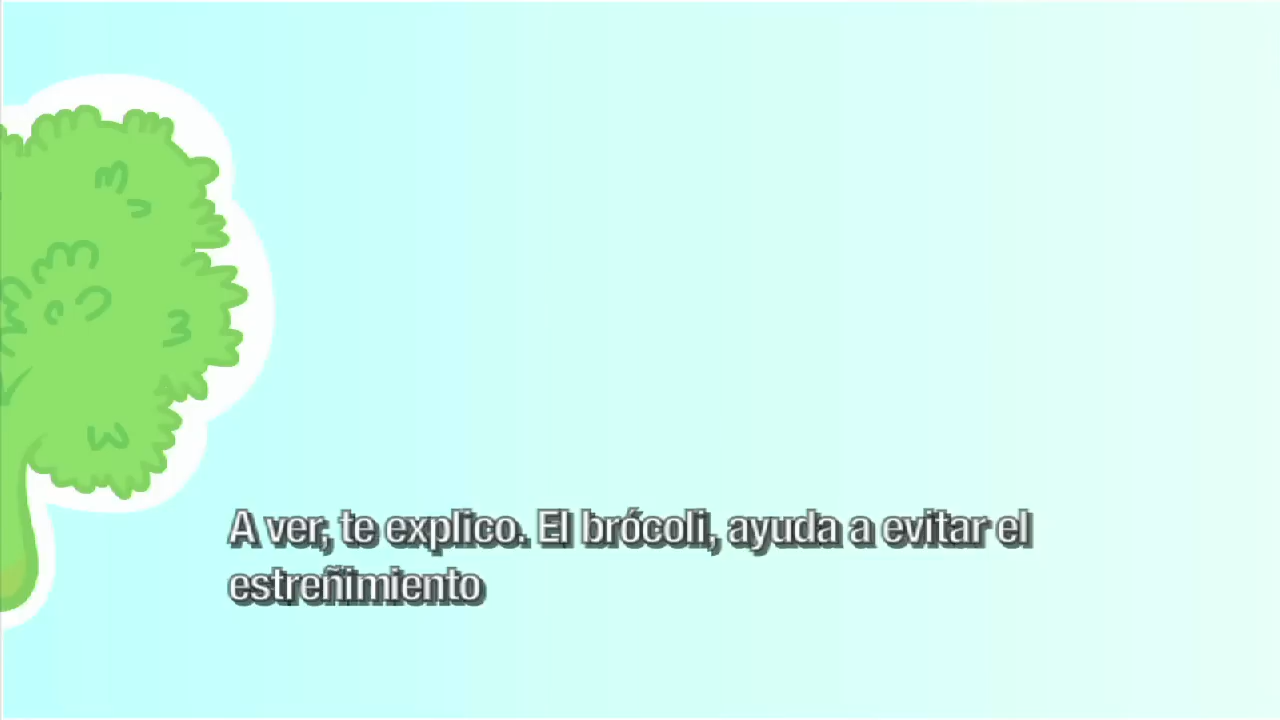 A ver, te explico. El brócoli, ayuda a evitar el
estreñimiento